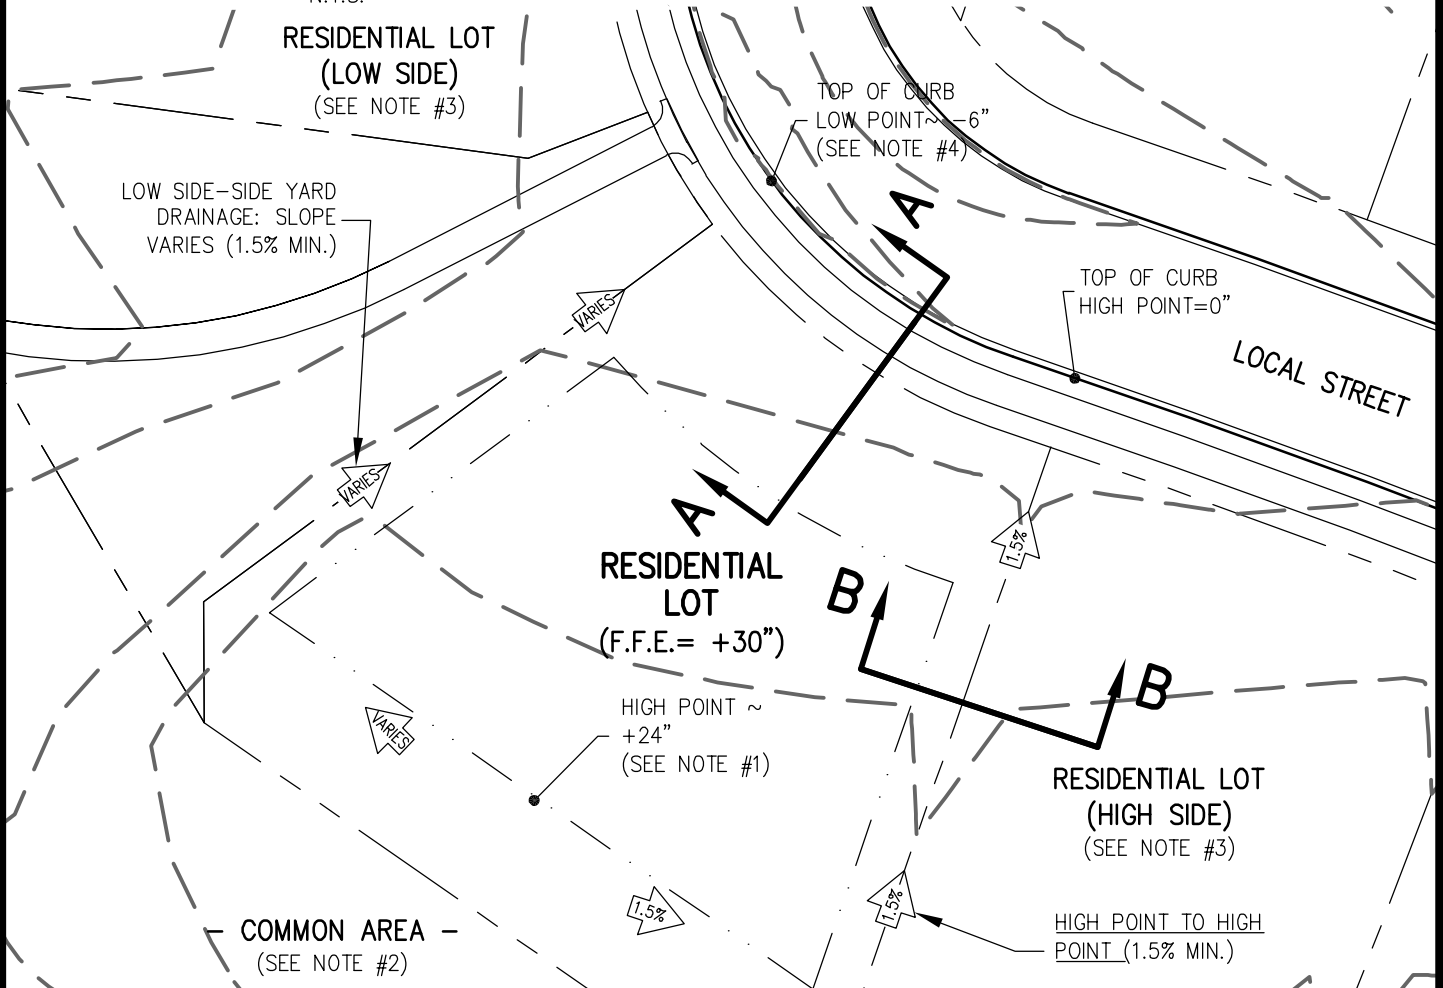 RESIDENTIAL LOT
(LOW SIDE)
(SEE NOTE #3)
TOP OF CURB
LOW POINT~ -6"
(SEE NOTE #4)
LOW SIDE-SIDE YARD
DRAINAGE: SLOPE
VARIES (1.5% MIN.)
A
TOP OF CURB
HIGH POINT=0"
VARIES
LOCAL STREET
VARIES
A
1.5%
RESIDENTIAL
LOT
(F.F.E.= +30")
B
B
HIGH POINT ~
+24"
(SEE NOTE #1)
VARIES
RESIDENTIAL LOT
(HIGH SIDE)
(SEE NOTE #3)
1.5%
1.5%
HIGH POINT TO HIGH
POINT (1.5% MIN.)
- COMMON AREA -
(SEE NOTE #2)